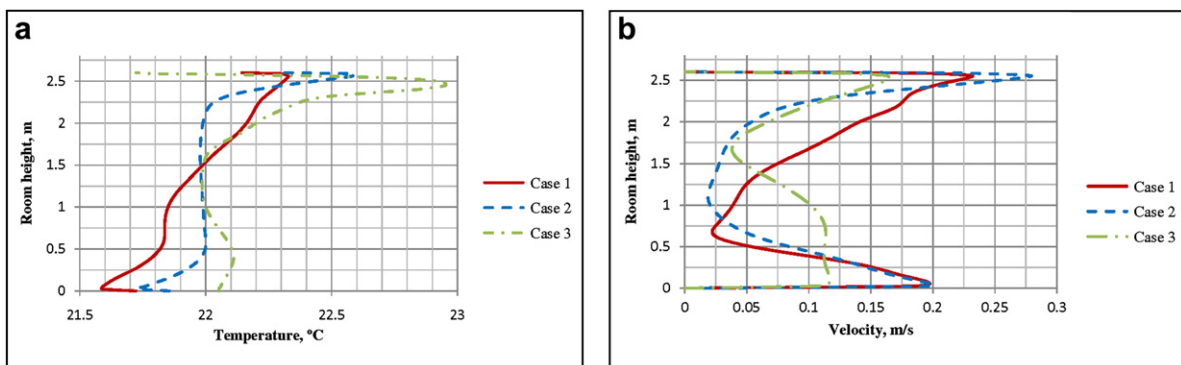 a
Room height, m
2.5
2
1.5
1
0.5
0
21.5 22 22.5 23
Temperature, °C
Case 1
Case 2
Case 3
b
Room height, m
2.5
2
1.5
1
0.5
0
0 0.05 0.1 0.15 0.2 0.25 0.3
Velocity, m/s
Case 1
Case 2
Case 3